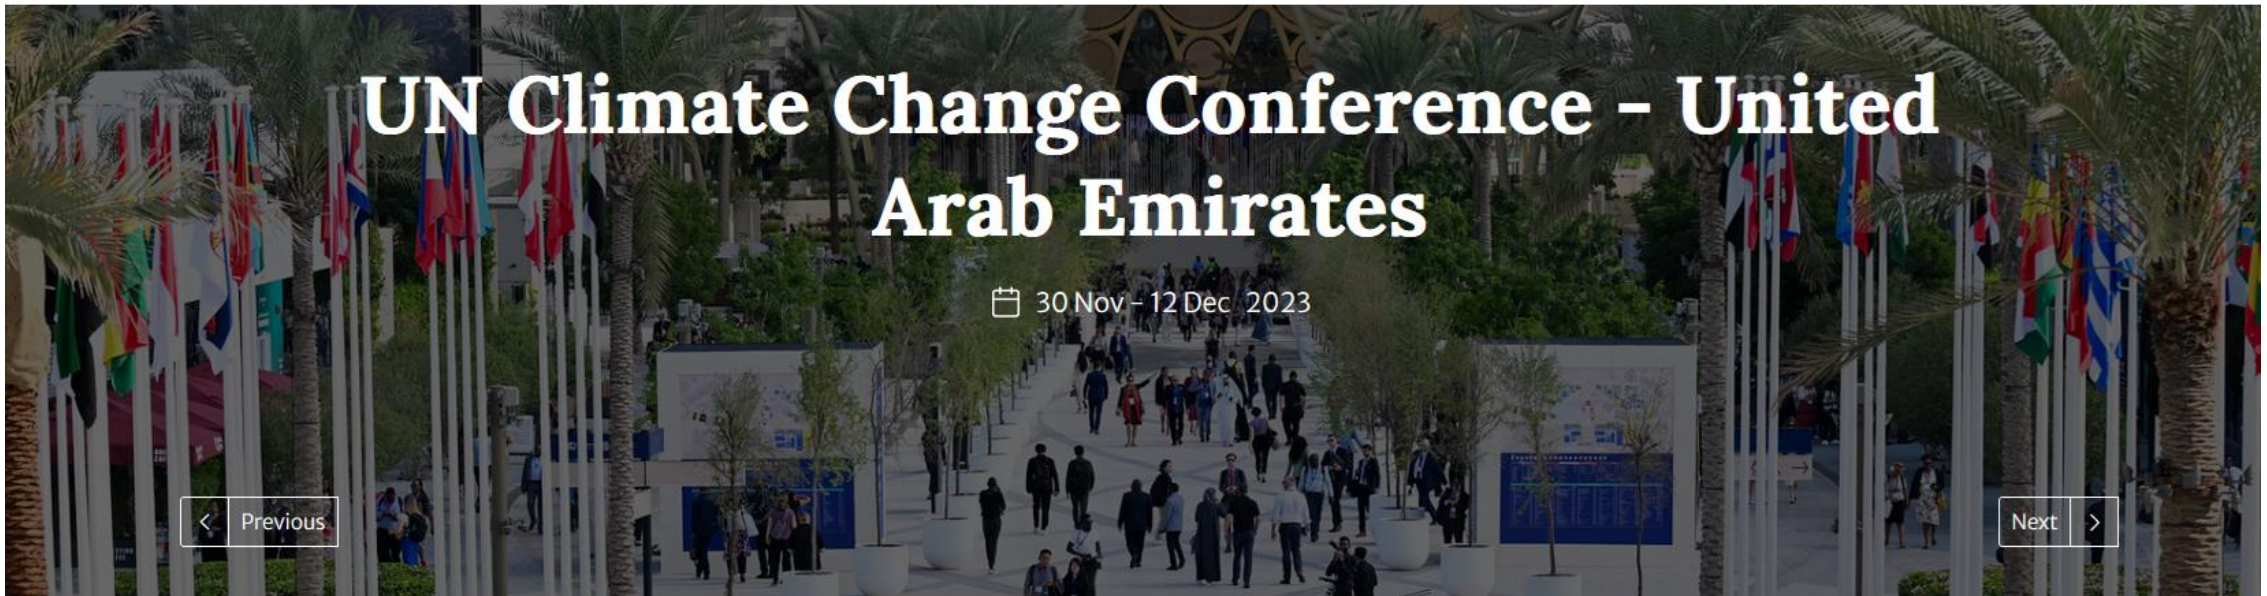 UN Climate Change Conference - United
Arab Emirates
30 Nov – 12 Dec 2023
Previous
Next